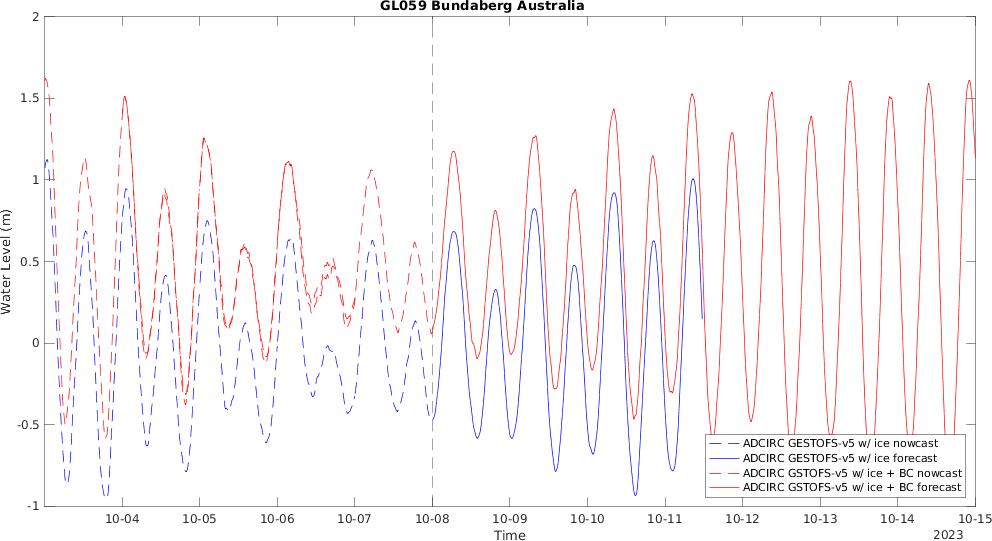 GL059 Bundaberg Australia
2
1.5
1
0.5
0
-0.5
-1
Water Level (m)
10-04 10-05 10-06 10-07 10-08 10-09 10-10 10-11 10-12 10-13 10-14 10-15
Time
2023
ADCIRC GESTOFS-v5 w/ ice nowcast
ADCIRC GESTOFS-v5 w/ ice forecast
ADCIRC GSTOFS-v5 w/ ice + BC nowcast
ADCIRC GSTOFS-v5 w/ ice + BC forecast